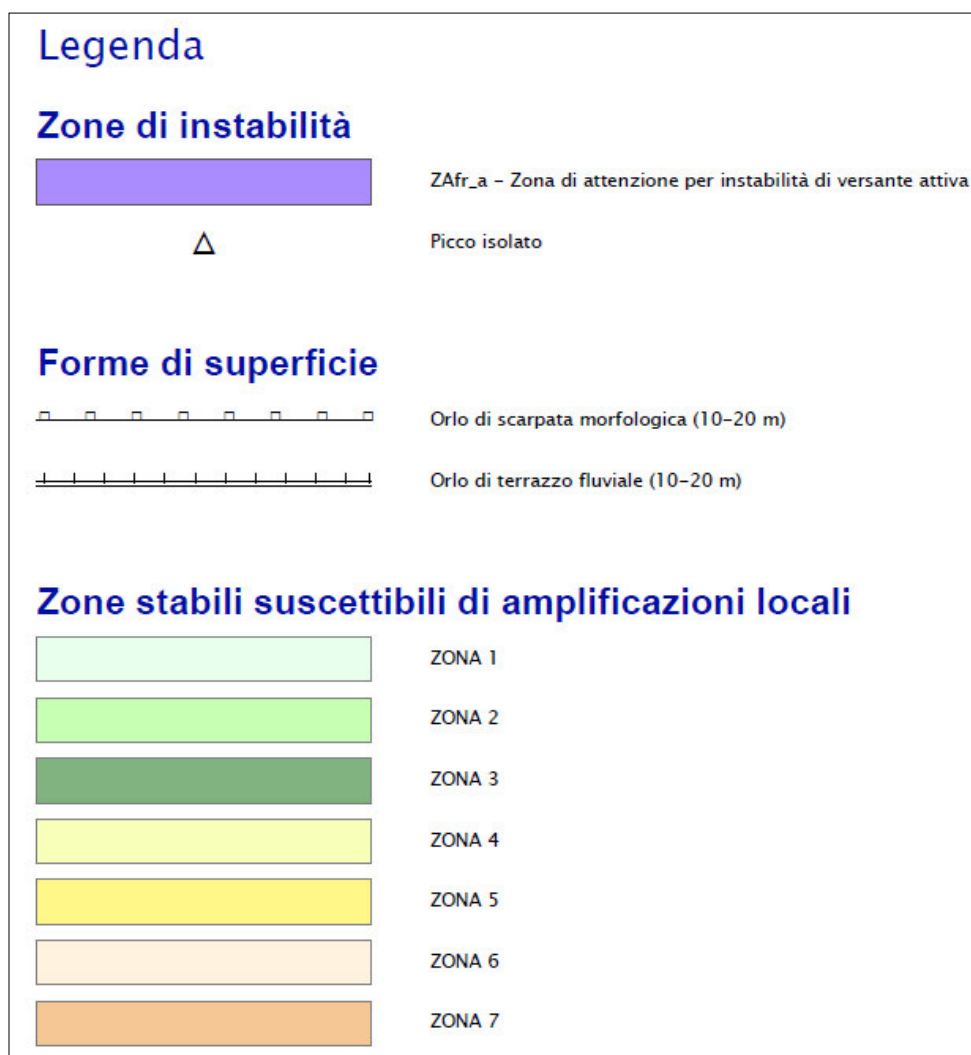 Legenda
Zone di instabilità
ZAfr_a - Zona di attenzione per instabilità di versante attiva
Picco isolato
Forme di superficie
Orlo di scarpata morfologica (10-20 m)
Orlo di terrazzo fluviale (10-20 m)
Zone stabili suscettibili di amplificazioni locali
ZONA 1
ZONA 2
ZONA 3
ZONA 4
ZONA 5
ZONA 6
ZONA 7